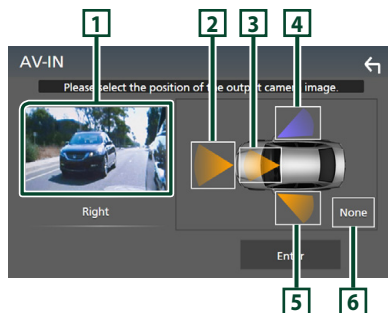 1 2 3 4
AV-IN
Please select the position of the output camera image.
Right
None
Enter
5 6